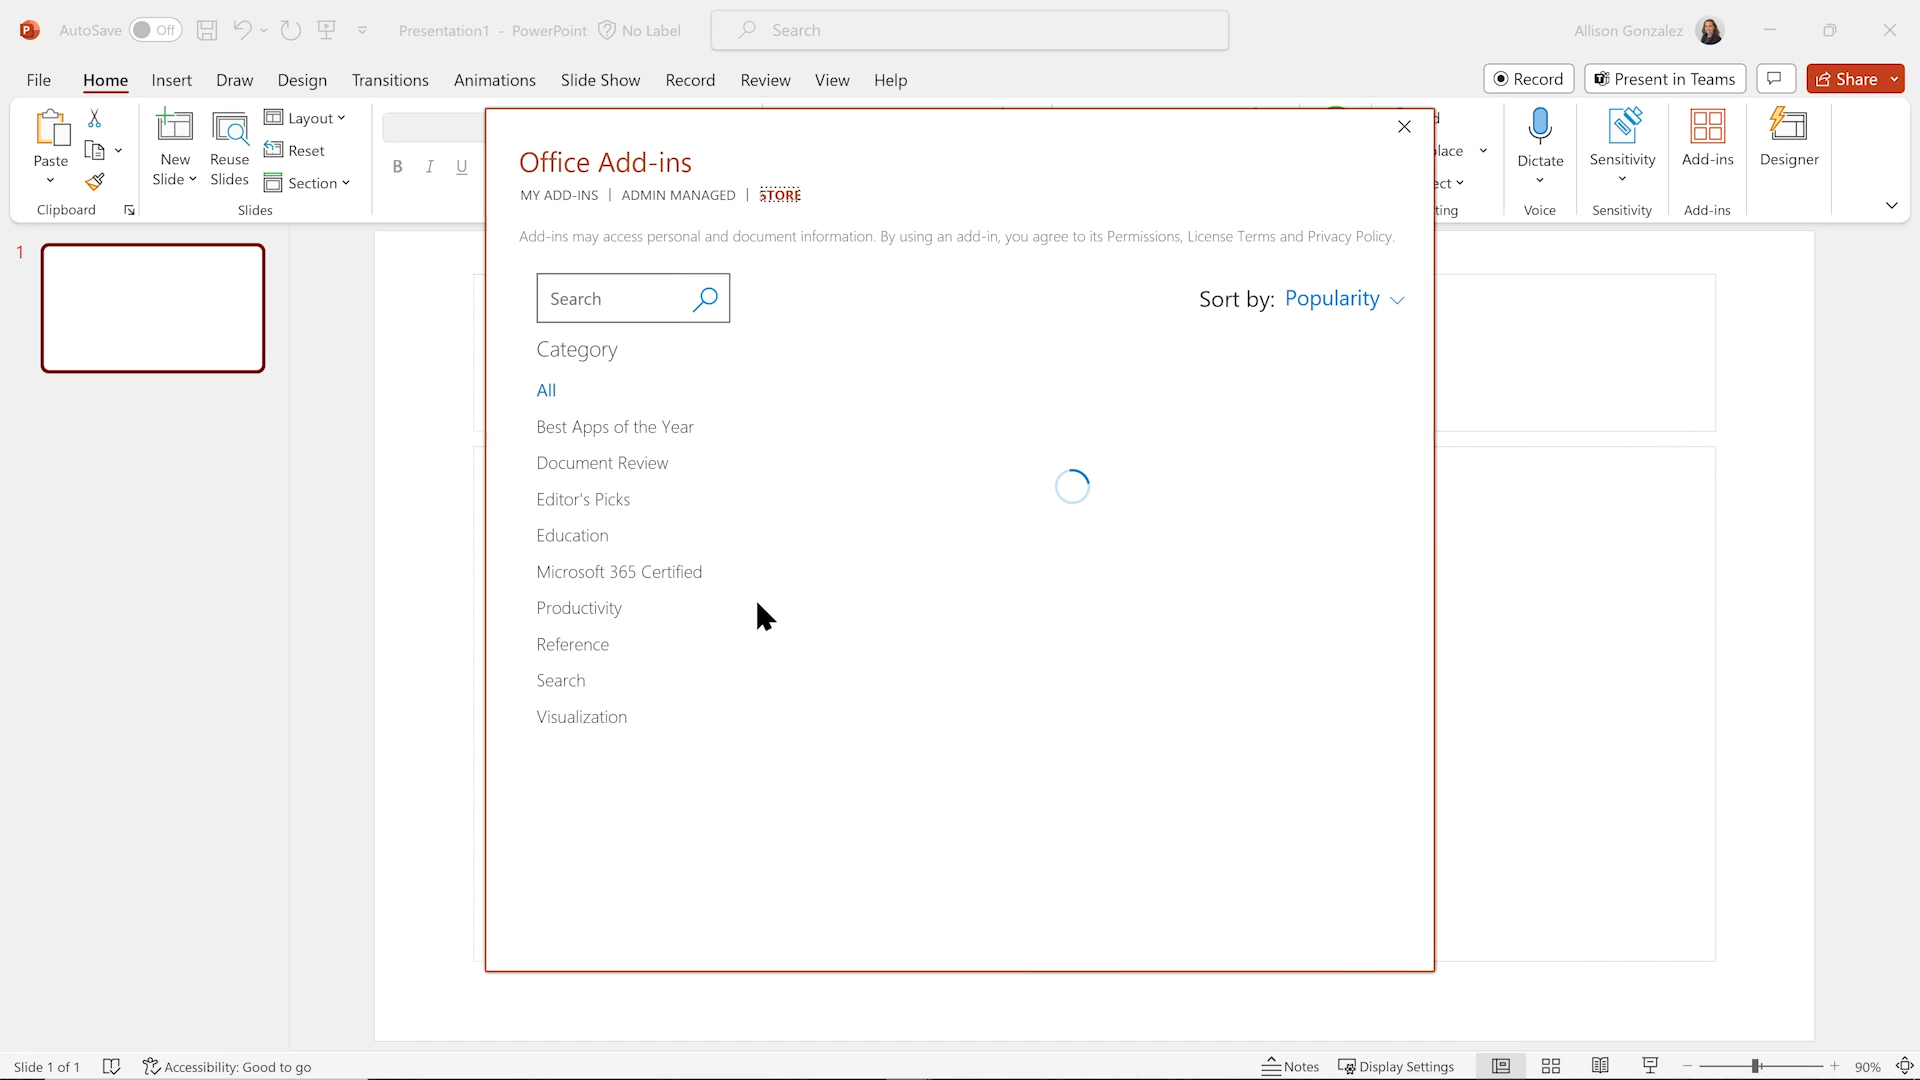 AutoSave Off Presentation1 - PowerPoint No Label Search Allison Gonzalez
File Home Insert Draw Design Transitions Animations Slide Show Record Review View Help Record Present in Teams Share
Paste
New Slide
Reuse Slides
Layout
Reset
Section
B I U
Clipboard
Slides
Dictate
Voice
Sensitivity
Sensitivity
Add-ins
Add-ins
Designer
Office Add-ins
MY ADD-INS | ADMIN MANAGED | STORE
Add-ins may access personal and document information. By using an add-in, you agree to its Permissions, License Terms and Privacy Policy.
Search
Sort by: Popularity
Category
All
Best Apps of the Year
Document Review
Editor's Picks
Education
Microsoft 365 Certified
Productivity
Reference
Search
Visualization
1
Slide 1 of 1 Accessibility: Good to go Notes Display Settings 90%